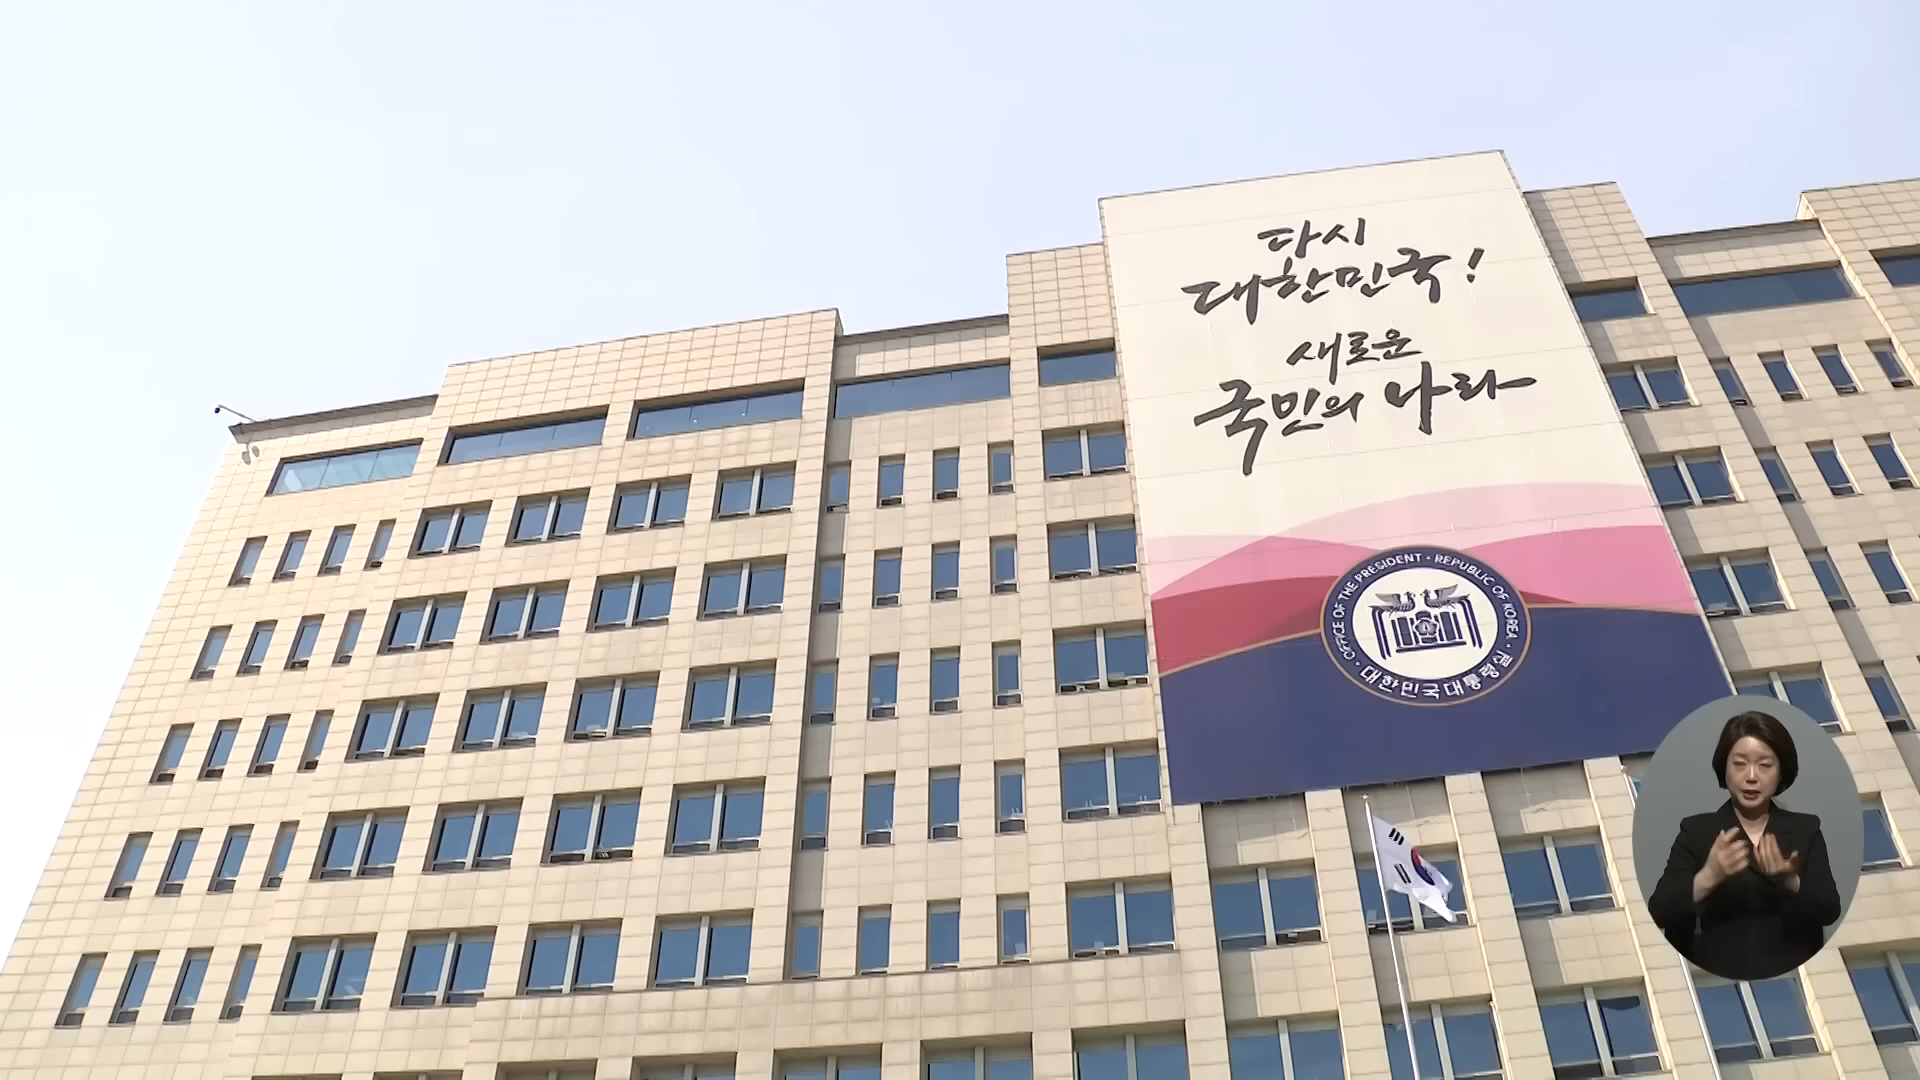 다시
대한민국!
새로운
국민의 나라
OFFICE OF THE PRESIDENT · REPUBLIC OF KOREA
대한민국대통령실